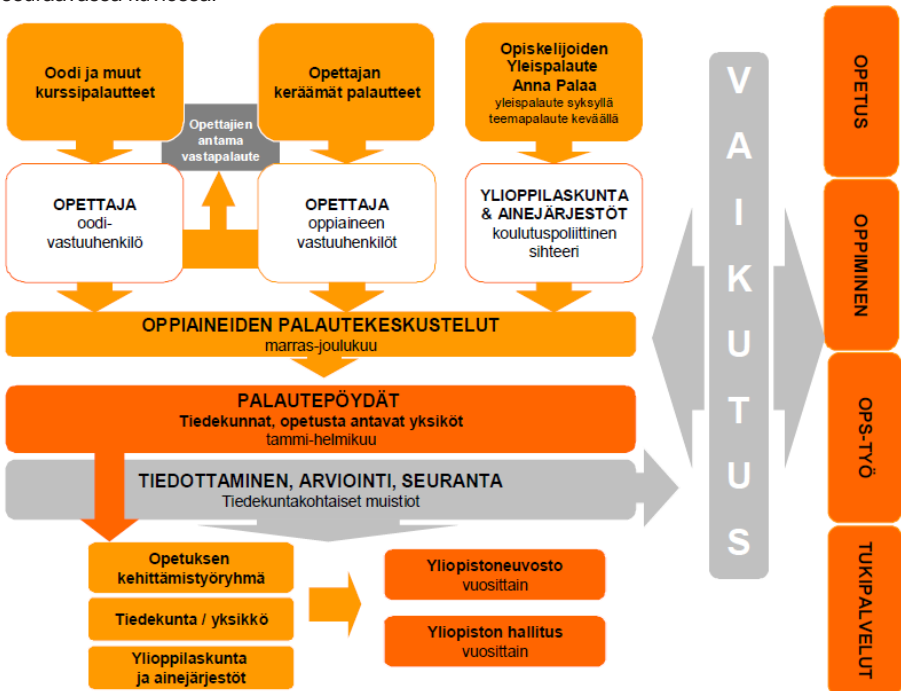 Oodi ja muut
kurssipalautteet
Opettajan
keräämät palautteet
Opiskelijoiden
Yleispalaute
Anna Palaa
yleispalaute syksyllä
teemapalaute keväällä
Opettajien
antama
vastapalaute
OPETTAJA
oodi-
vastuuhenkilö
OPETTAJA
oppiaineen
vastuuhenkilöt
YLIOPPILASKUNTA
& AINEJÄRJESTÖT
koulutuspoliittinen
sihteeri
OPPIAINEIDEN PALAUTEKESKUSTELUT
marras-joulukuu
PALAUTEPÖYDÄT
Tiedekunnat, opetusta antavat yksiköt
tammi-helmikuu
TIEDOTTAMINEN, ARVIOINTI, SEURANTA
Tiedekuntakohtaiset muistiot
Opetuksen
kehittämistyöryhmä
Tiedekunta / yksikkö
Ylioppilaskunta
ja ainejärjestöt
Yliopistoneuvosto
vuosittain
Yliopiston hallitus
vuosittain
VAIKUTUS
OPETUS
OPPIMINEN
OPS-TYÖ
TUKIPALVELUT